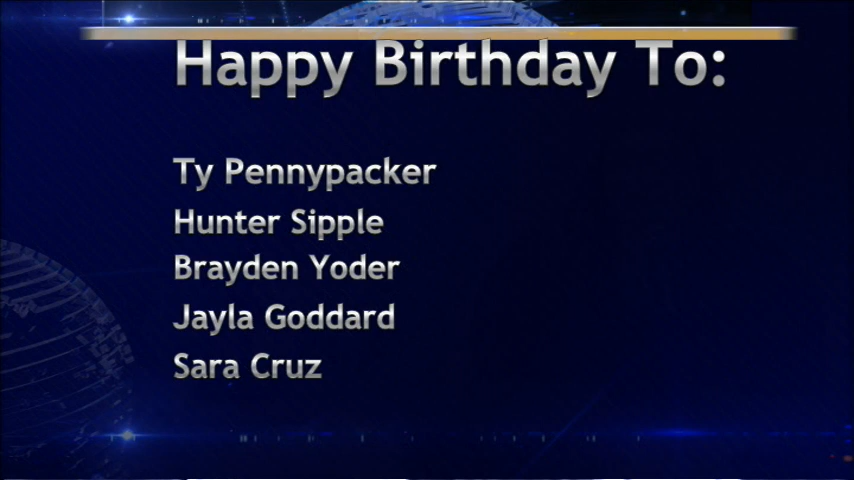 Happy Birthday To:
Ty Pennypacker
Hunter Sipple
Brayden Yoder
Jayla Goddard
Sara Cruz